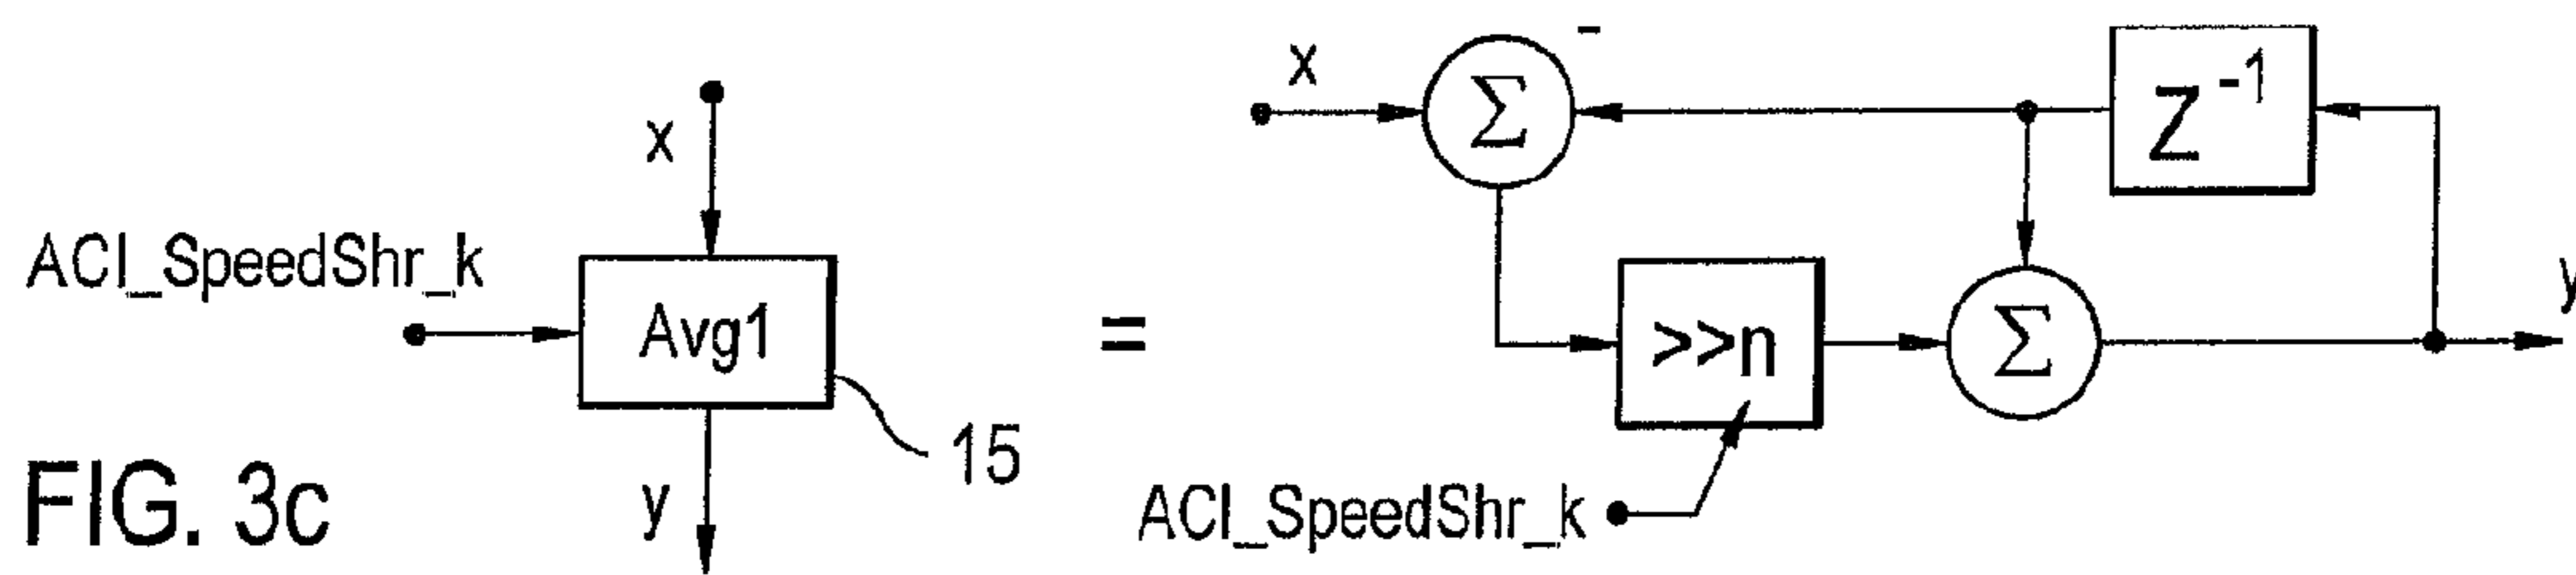 x
ACI_SpeedShr_k
Avg1
15
y
FIG. 3c
=
x
Σ
-
Z^-1
>>n
Σ
y
ACI_SpeedShr_k